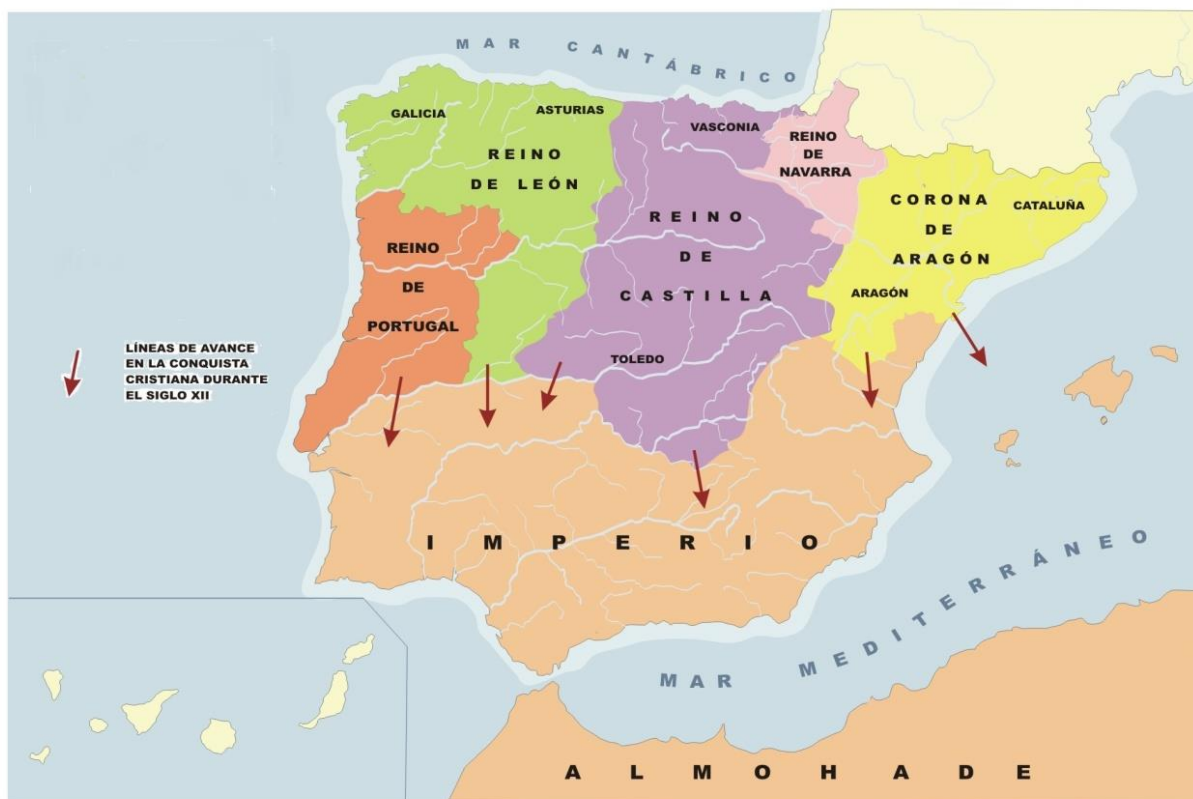 MAR CANTÁBRICO
GALICIA
ASTURIAS
REINO
DE LEÓN
VASCONIA
REINO
DE
NAVARRA
CORONA
DE
ARAGÓN
CATALUÑA
ARAGÓN
REINO
DE
CASTILLA
TOLEDO
REINO
DE
PORTUGAL
LÍNEAS DE AVANCE
EN LA CONQUISTA
CRISTIANA DURANTE
EL SIGLO XII
IMPERIO
MAR MEDITERRÁNEO
ALMOHADE